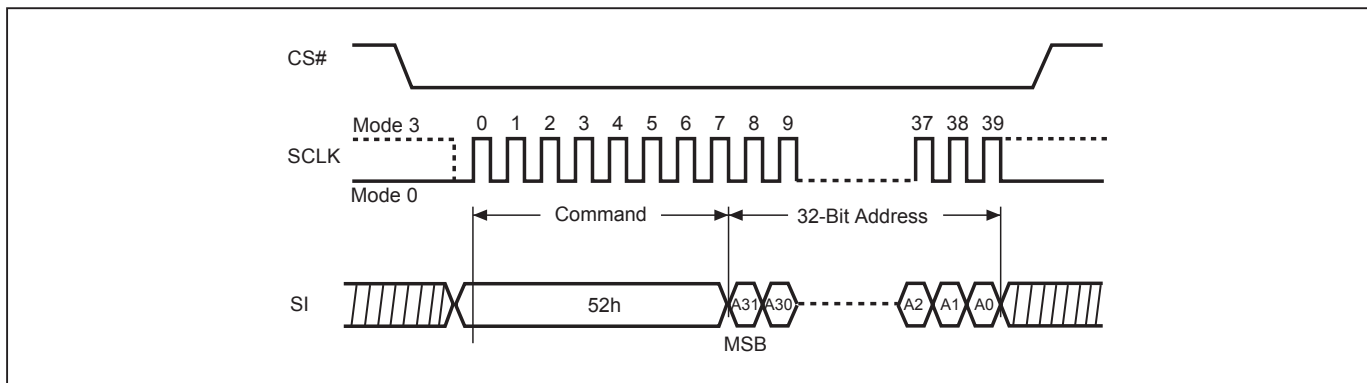 CS#
Mode 3
0 1 2 3 4 5 6 7 8 9 37 38 39
SCLK
Mode 0
Command 32-Bit Address
SI 52h A31 A30 A2 A1 A0
MSB